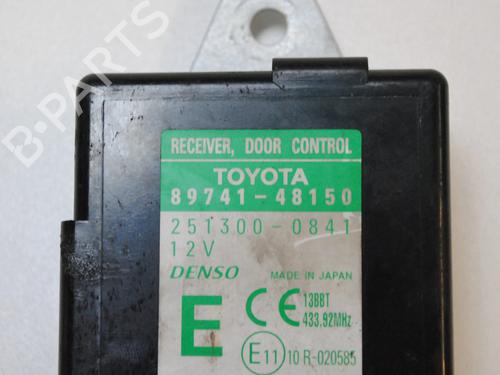 B-PARTS
RECEIVER, DOOR CONTROL
TOYOTA
89741-48150
251300-0841
12V
DENSO MADE IN JAPAN
E CE 13BBT
433.92MHz
E11 10 R-020585